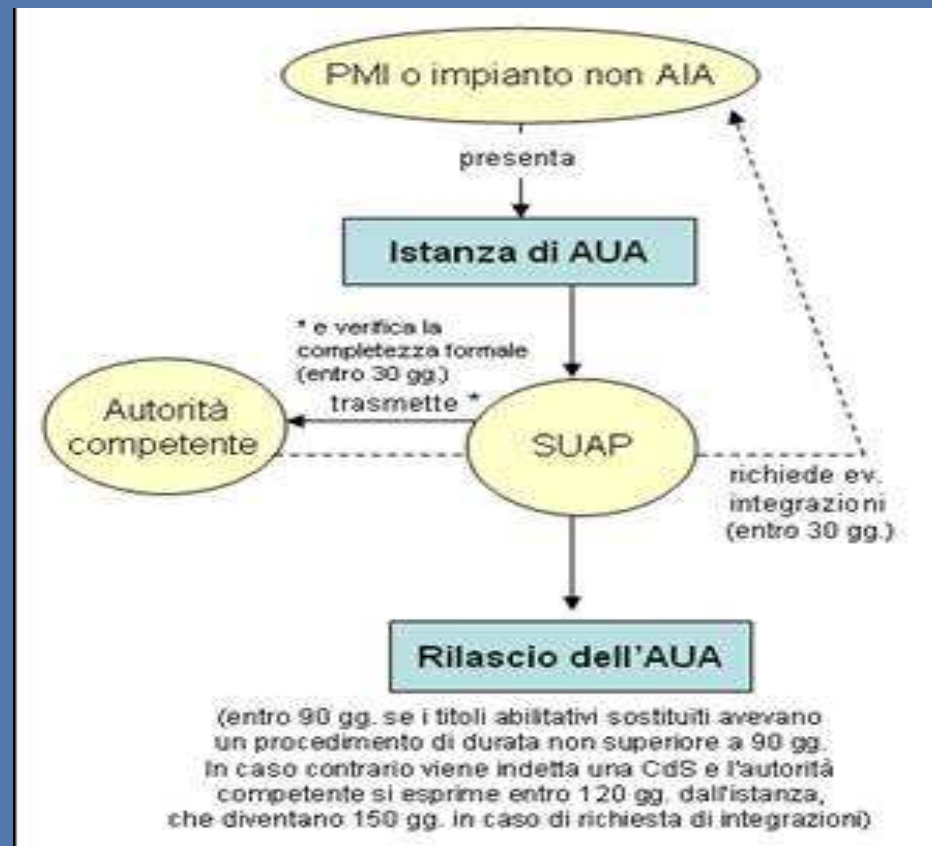 PMI o impianto non AIA
presenta
Istanza di AUA
* e verifica la
completezza formale
(entro 30 gg.)
trasmette *
Autorità
competente
SUAP
richiede ev.
integrazioni
(entro 30 gg.)
Rilascio dell'AUA
(entro 90 gg. se i titoli abilitativi sostituiti avevano
un procedimento di durata non superiore a 90 gg.
In caso contrario viene indetta una CdS e l'autorità
competente si esprime entro 120 gg. dall'istanza,
che diventano 150 gg. in caso di richiesta di integrazioni)